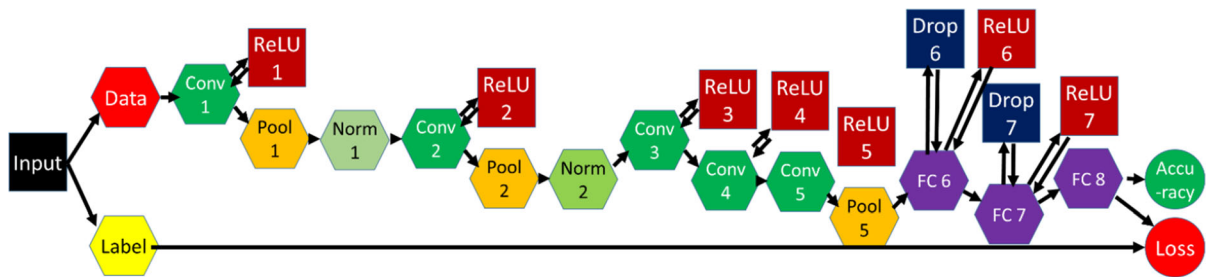 Input
Data
Label
Conv
1
ReLU
1
Pool
1
Norm
1
Conv
2
ReLU
2
Pool
2
Norm
2
Conv
3
ReLU
3
Conv
4
ReLU
4
Conv
5
ReLU
5
Pool
5
FC 6
Drop
6
ReLU
6
FC 7
Drop
7
ReLU
7
FC 8
Accu
-racy
Loss